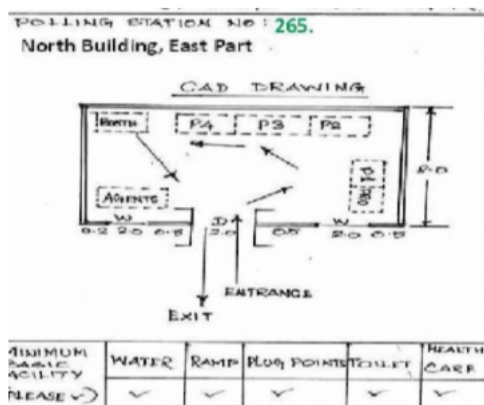 POLLING STATION NO: 265.
North Building, East Part
CAD DRAWING
BOOTH P4 P3 P2
P1 PRO
8.0
AGENTS
W D W
0.2 2.0 0.5 2.0 0.5 2.0 0.5
ENTRANCE
EXIT
MINIMUM BASIC FACILITY WATER RAMP PLUG POINTS TOILET HEALTH CARE
PLEASE ✓) ✓ ✓ ✓ ✓ ✓